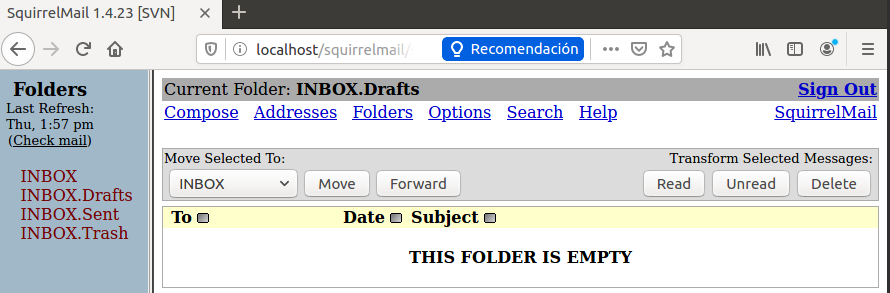 SquirrelMail 1.4.23 [SVN]
localhost/squirrelmail/ Recomendación
Folders
Last Refresh:
Thu, 1:57 pm
(Check mail)
INBOX
INBOX.Drafts
INBOX.Sent
INBOX.Trash
Current Folder: INBOX.Drafts Sign Out
Compose Addresses Folders Options Search Help SquirrelMail
Move Selected To: Transform Selected Messages:
INBOX Move Forward Read Unread Delete
To Date Subject
THIS FOLDER IS EMPTY